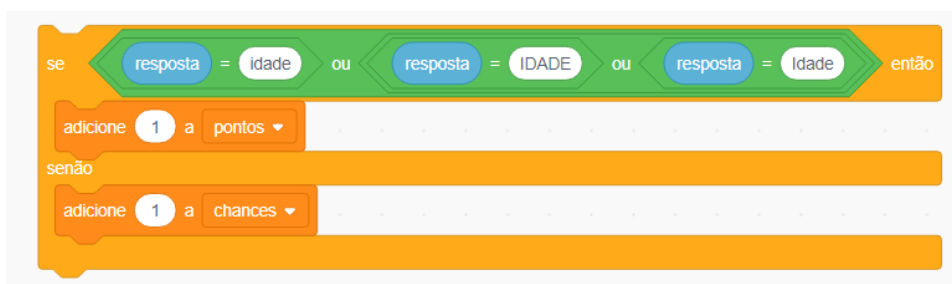 se resposta = idade ou resposta = IDADE ou resposta = Idade então
adicione 1 a pontos
senão
adicione 1 a chances